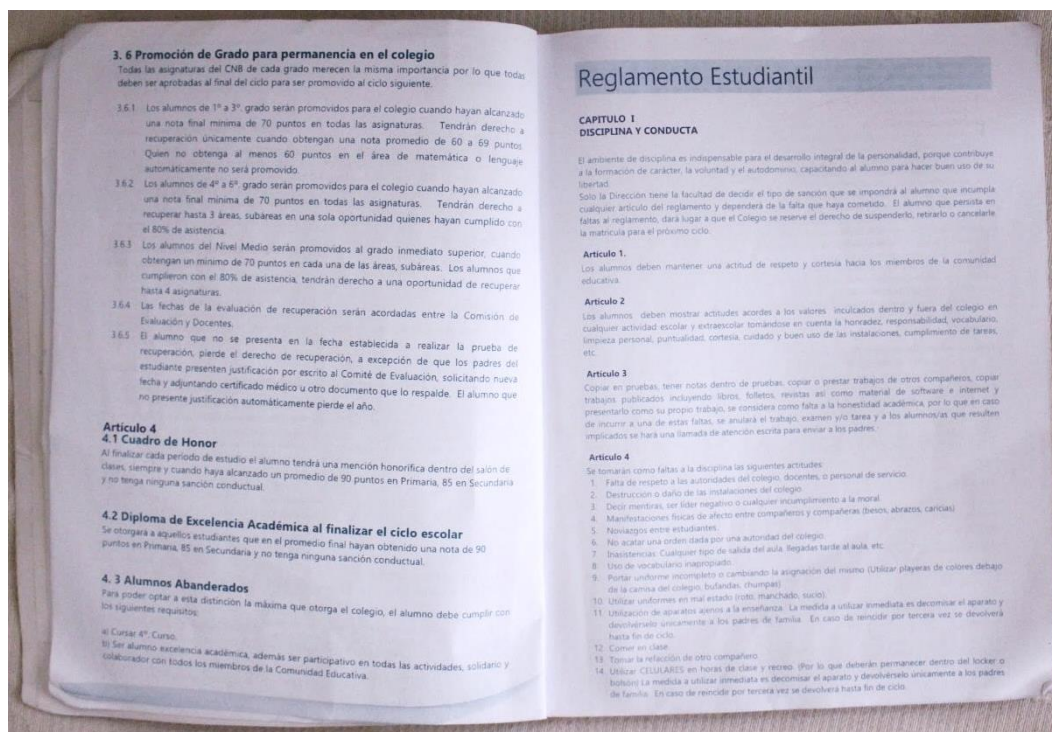 3. 6 Promoción de Grado para permanencia en el colegio
Todas las asignaturas del CNB de cada grado merecen la misma importancia por lo que todas
deben ser aprobadas al final del ciclo para ser promovido al ciclo siguiente.
3.6.1 Los alumnos de 1º a 3º. grado serán promovidos para el colegio cuando hayan alcanzado
una nota final mínima de 70 puntos en todas las asignaturas. Tendrán derecho a
recuperación únicamente cuando obtengan una nota promedio de 60 a 69 puntos.
Quien no obtenga al menos 60 puntos en el área de matemática o lenguaje
automáticamente no será promovido.
3.6.2 Los alumnos de 4º a 6º. grado serán promovidos para el colegio cuando hayan alcanzado
una nota final mínima de 70 puntos en todas las asignaturas. Tendrán derecho a
recuperar hasta 3 áreas, subáreas en una sola oportunidad quienes hayan cumplido con
el 80% de asistencia.
3.6.3 Los alumnos del Nivel Medio serán promovidos al grado inmediato superior, cuando
obtengan un mínimo de 70 puntos en cada una de las áreas, subáreas. Los alumnos que
cumplieron con el 80% de asistencia, tendrán derecho a una oportunidad de recuperar
hasta 4 asignaturas.
3.6.4 Las fechas de la evaluación de recuperación serán acordadas entre la Comisión de
Evaluación y Docentes.
3.6.5 El alumno que no se presenta en la fecha establecida a realizar la prueba de
recuperación, pierde el derecho de recuperación, a excepción de que los padres del
estudiante presenten justificación por escrito al Comité de Evaluación, solicitando nueva
fecha y adjuntando certificado médico u otro documento que lo respalde. El alumno que
no presente justificación automáticamente pierde el año.
Artículo 4
4.1 Cuadro de Honor
Al finalizar cada período de estudio el alumno tendrá una mención honorífica dentro del salón de
clases, siempre y cuando haya alcanzado un promedio de 90 puntos en Primaria, 85 en Secundaria
y no tenga ninguna sanción conductual.
4.2 Diploma de Excelencia Académica al finalizar el ciclo escolar
Se otorgará a aquellos estudiantes que en el promedio final hayan obtenido una nota de 90
puntos en Primaria, 85 en Secundaria y no tenga ninguna sanción conductual.
4. 3 Alumnos Abanderados
Para poder optar a esta distinción la máxima que otorga el colegio, el alumno debe cumplir con
los siguientes requisitos:
a) Cursar 4º. Curso.
b) Ser alumno excelencia académica, además ser participativo en todas las actividades, solidario y
colaborador con todos los miembros de la Comunidad Educativa.
Reglamento Estudiantil
CAPITULO I
DISCIPLINA Y CONDUCTA
El ambiente de disciplina es indispensable para el desarrollo integral de la personalidad, porque contribuye
a la formación de carácter, la voluntad y el autodominio, capacitando al alumno para hacer buen uso de su
libertad.
Solo la Dirección tiene la facultad de decidir el tipo de sanción que se impondrá al alumno que incumpla
cualquier artículo del reglamento y dependerá de la falta que haya cometido. El alumno que persista en
faltas al reglamento, dará lugar a que el Colegio se reserve el derecho de suspenderlo, retirarlo o cancelarle
la matrícula para el próximo ciclo.
Artículo 1.
Los alumnos deben mantener una actitud de respeto y cortesía hacia los miembros de la comunidad
educativa.
Artículo 2
Los alumnos deben mostrar actitudes acordes a los valores inculcados dentro y fuera del colegio en
cualquier actividad escolar y extraescolar tomándose en cuenta la honradez, responsabilidad, vocabulario,
limpieza personal, puntualidad, cortesía, cuidado y buen uso de las instalaciones, cumplimiento de tareas,
etc.
Artículo 3
Copiar en pruebas, tener notas dentro de pruebas, copiar o prestar trabajos de otros compañeros, copiar
trabajos publicados incluyendo libros, folletos, revistas así como material de software e internet y
presentarlo como su propio trabajo, se considera como falta a la honestidad académica, por lo que en caso
de incurrir a una de estas faltas, se anulará el trabajo, exámen y/o tarea y a los alumnos/as que resulten
implicados se hará una llamada de atención escrita para enviar a los padres.
Artículo 4
Se tomarán como faltas a la disciplina las siguientes actitudes:
1. Falta de respeto a las autoridades del colegio, docentes, o personal de servicio.
2. Destrucción o daño de las instalaciones del colegio.
3. Decir mentiras, ser líder negativo o cualquier incumplimiento a la moral.
4. Manifestaciones físicas de afecto entre compañeros y compañeras (besos, abrazos, caricias)
5. Noviazgos entre estudiantes.
6. No acatar una orden dada por una autoridad del colegio.
7. Inasistencias. Cualquier tipo de salida del aula, llegadas tarde al aula, etc.
8. Uso de vocabulario inapropiado.
9. Portar uniforme incompleto o cambiando la asignación del mismo (Utilizar playeras de colores debajo
de la camisa del colegio, bufandas, chumpas)
10. Utilizar uniformes en mal estado (roto, manchado, sucio).
11. Utilización de aparatos ajenos a la enseñanza. La medida a utilizar inmediata es decomisar el aparato y
devolvérselo únicamente a los padres de familia. En caso de reincidir por tercera vez se devolverá
hasta fin de ciclo.
12. Comer en clase.
13. Tomar la refacción de otro compañero
14. Utilizar CELULARES en horas de clase y recreo. (Por lo que deberán permanecer dentro del locker o
bolsón) La medida a utilizar inmediata es decomisar el aparato y devolvérselo únicamente a los padres
de familia. En caso de reincidir por tercera vez se devolverá hasta fin de ciclo.